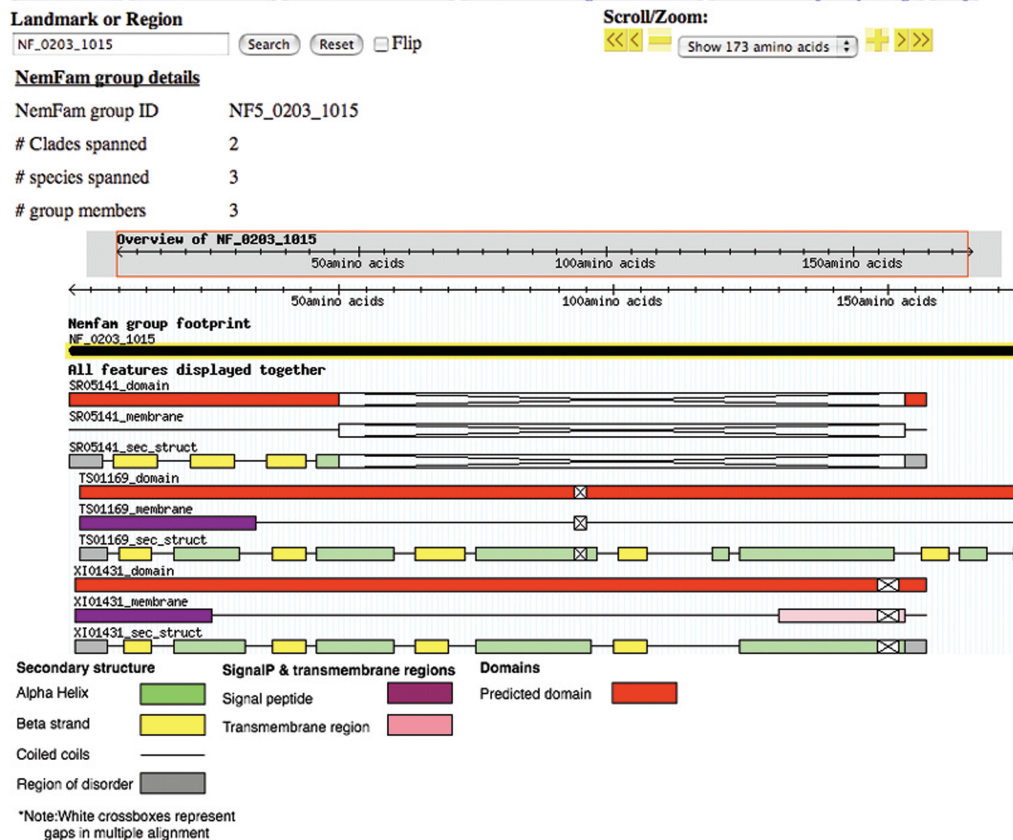 Landmark or Region
Scroll/Zoom:
NF_0203_1015 Search Reset Flip
<< < Show 173 amino acids + > >>
NemFam group details
NemFam group ID NF5_0203_1015
# Clades spanned 2
# species spanned 3
# group members 3
Overview of NF_0203_1015
50amino acids 100amino acids 150amino acids
50amino acids 100amino acids 150amino acids
Nemfam group footprint
NF_0203_1015
All features displayed together
SR05141_domain
SR05141_membrane
SR05141_sec_struct
TS01169_domain
TS01169_membrane
TS01169_sec_struct
XI01431_domain
XI01431_membrane
XI01431_sec_struct
Secondary structure SignalP & transmembrane regions Domains
Alpha Helix Signal peptide Predicted domain
Beta strand Transmembrane region
Coiled coils
Region of disorder
*Note:White crossboxes represent
gaps in multiple alignment